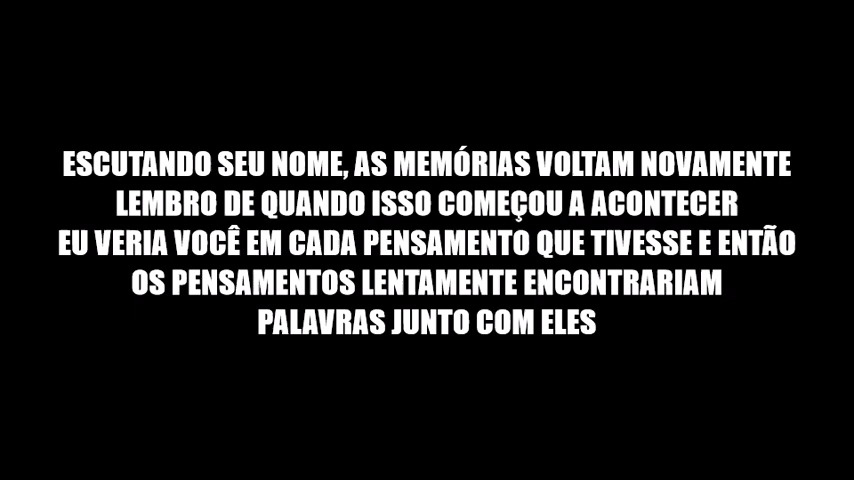 ESCUTANDO SEU NOME, AS MEMÓRIAS VOLTAM NOVAMENTE
LEMBRO DE QUANDO ISSO COMEÇOU A ACONTECER
EU VERIA VOCÊ EM CADA PENSAMENTO QUE TIVESSE E ENTÃO
OS PENSAMENTOS LENTAMENTE ENCONTRARIAM
PALAVRAS JUNTO COM ELES